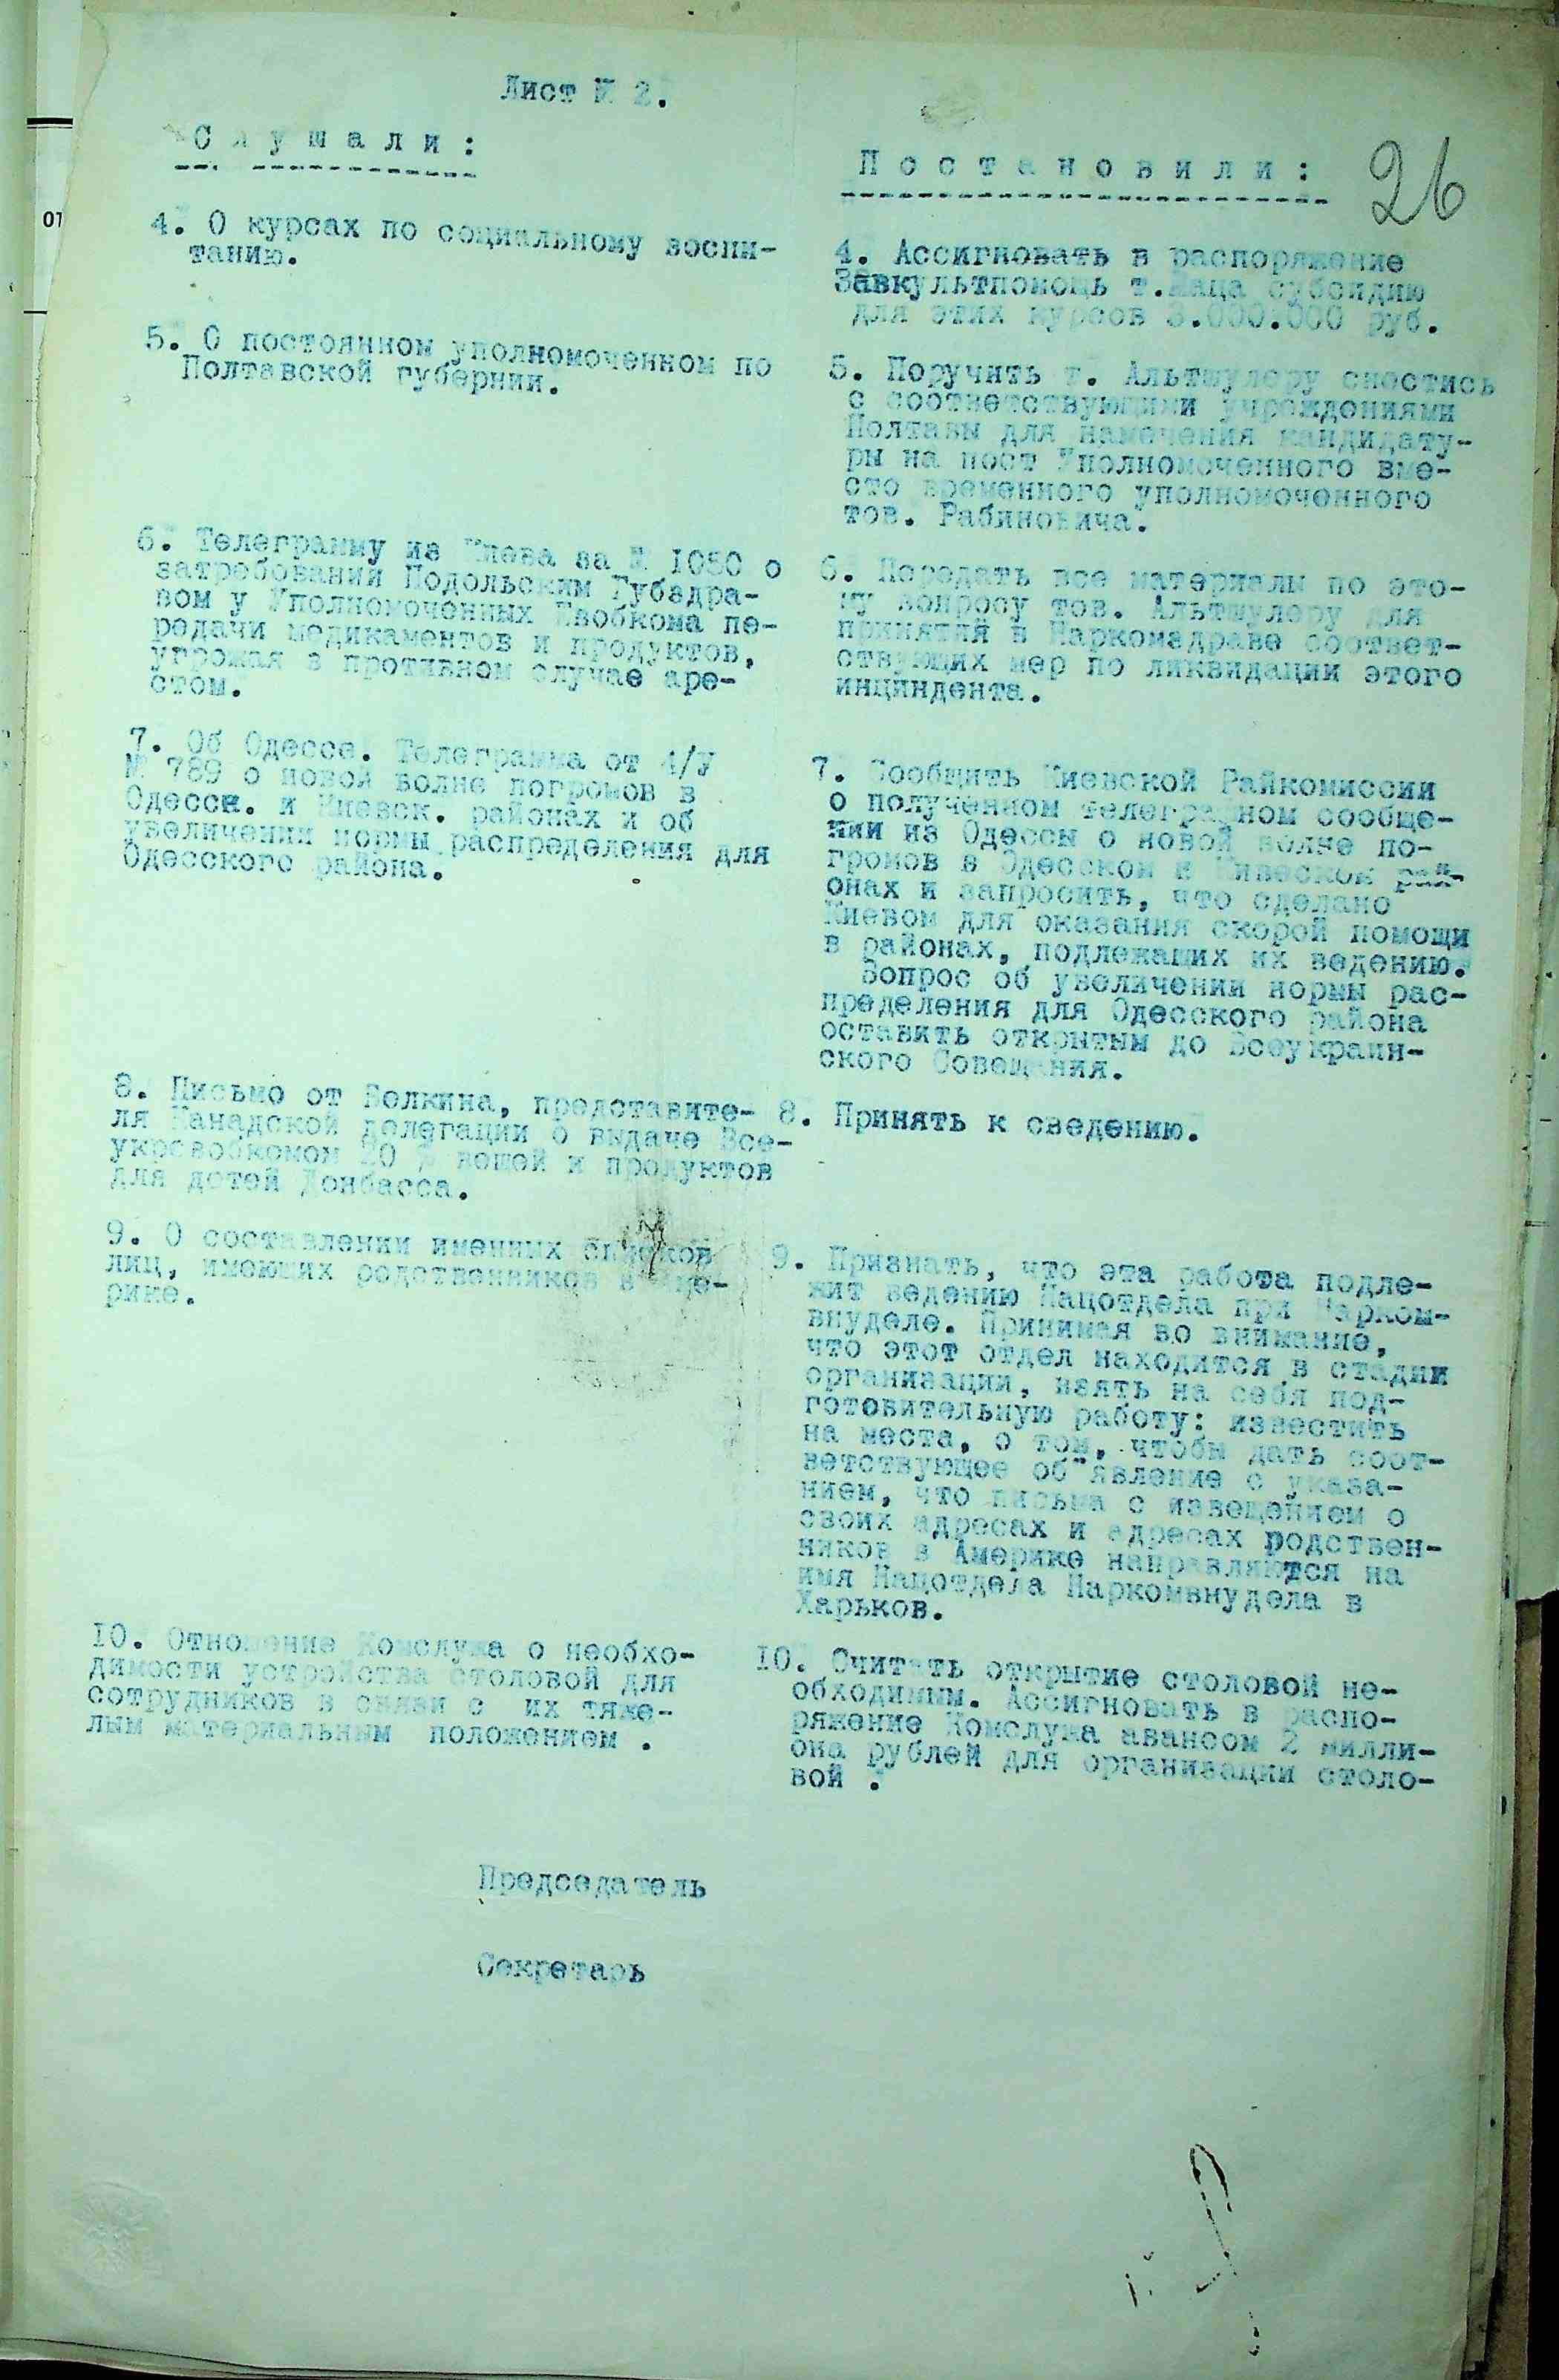 Лист № 2.
С л у ш а л и :
П о с т а н о в и л и :
26
4. О курсах по социальному воспи-
танию.
4. Ассигновать в распоряжение
Завкультпомощь т. субсидию
для этих курсов 3.000.000 руб.
5. О постоянном уполномоченном по
Полтавской губернии.
5. Поручить т. Альтшулеру снестись
с соответствующими учреждениями
Полтавы для намечения кандидату-
ры на пост Уполномоченного вме-
сто временного уполномоченного
тов. Рабиновича.
6. Телеграмму из Киева за № 1050 о
затребовании Подольским Губздра-
вом у Уполномоченных Евобкома пе-
редачи медикаментов и продуктов,
угрожая в противном случае аре-
стом.
6. Передать все материалы по это-
му вопросу тов. Альтшулеру для
принятия в Наркомздраве соответ-
ствующих мер по ликвидации этого
инциндента.
7. Об Одессе. Телеграмма от 4/У
№ 789 о новой волне погромов в
Одесск. и Киевск. районах и об
увеличении нормы распределения для
Одесского района.
7. Сообщить Киевской Райкомиссии
о полученном телеграфном сообще-
нии из Одессы о новой волне по-
громов в Одесском и Киевском рай-
онах и запросить, что сделано
Киевом для оказания скорой помощи
в районах, подлежащих их ведению.
Вопрос об увеличении нормы рас-
пределения для Одесского района
оставить открытым до Всеукраин-
ского Совещания.
8. Письмо от Волкина, представите-
ля Канадской делегации о выдаче Все-
укревобкомом 20 % вещей и продуктов
для детей Донбасса.
8. Принять к сведению.
9. О составлении именных списков
лиц, имеющих родственников в Аме-
рике.
9. Признать, что эта работа подле-
жит ведению Нацотдела при Нарком-
внуделе. Принимая во внимание,
что этот отдел находится в стадии
организации, взять на себя под-
готовительную работу: известить
на места, о том, чтобы дать соот-
ветствующее об"явление с указа-
нием, что письма с извещением о
своих адресах и адресах родствен-
ников в Америке направляются на
имя Нацотдела Наркомвнудела в
Харьков.
10. Отношение Комслужа о необхо-
димости устройства столовой для
сотрудников в связи с их тяже-
лым материальным положением .
10. Считать открытие столовой не-
обходимым. Ассигновать в распо-
ряжение Комслужа авансом 2 милли-
она рублей для организации столо-
вой .
Председатель
Секретарь